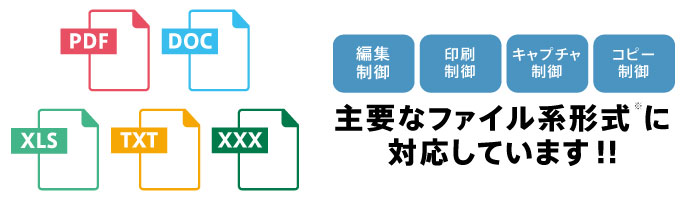 PDF
DOC
XLS
TXT
XXX
編集
制御
印刷
制御
キャプチャ
制御
コピー
制御
主要なファイル系形式※に
対応しています!!